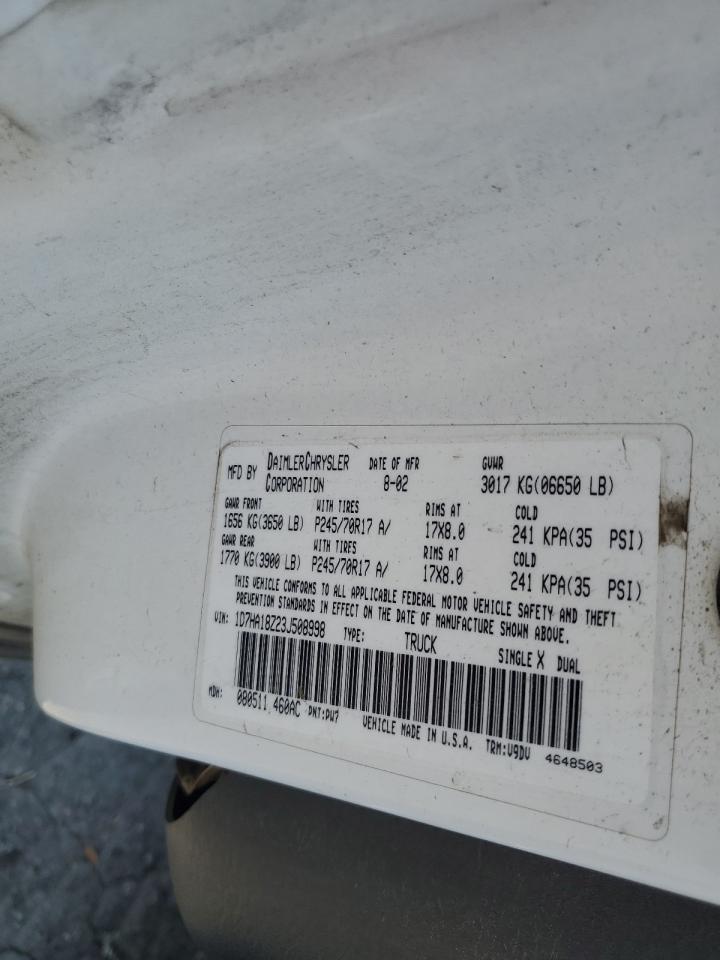 MFD BY DAIMLERCHRYSLER CORPORATION DATE OF MFR 8-02 GVWR 3017 KG(06650 LB)
GAWR FRONT WITH TIRES RIMS AT COLD
1656 KG(3650 LB) P245/70R17 A/ 17X8.0 241 KPA(35 PSI)
GAWR REAR WITH TIRES RIMS AT COLD
1770 KG(3900 LB) P245/70R17 A/ 17X8.0 241 KPA(35 PSI)
THIS VEHICLE CONFORMS TO ALL APPLICABLE FEDERAL MOTOR VEHICLE SAFETY AND THEFT
PREVENTION STANDARDS IN EFFECT ON THE DATE OF MANUFACTURE SHOWN ABOVE.
VIN: 1D7HA18Z23J508998 TYPE: TRUCK SINGLE X DUAL
MDH: 080511 460AC PNT:PW7 VEHICLE MADE IN U.S.A. TRM:V9DV 4648503